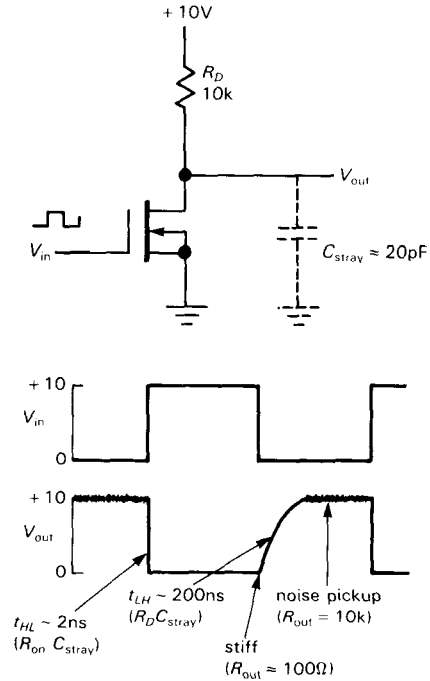 + 10V
R_D
10k
V_out
V_in
C_stray ≈ 20pF
+ 10
V_in
0
+ 10
V_out
0
t_HL ~ 2ns
(R_on C_stray)
t_LH ~ 200ns
(R_D C_stray)
stiff
(R_out ≈ 100Ω)
noise pickup
(R_out = 10k)